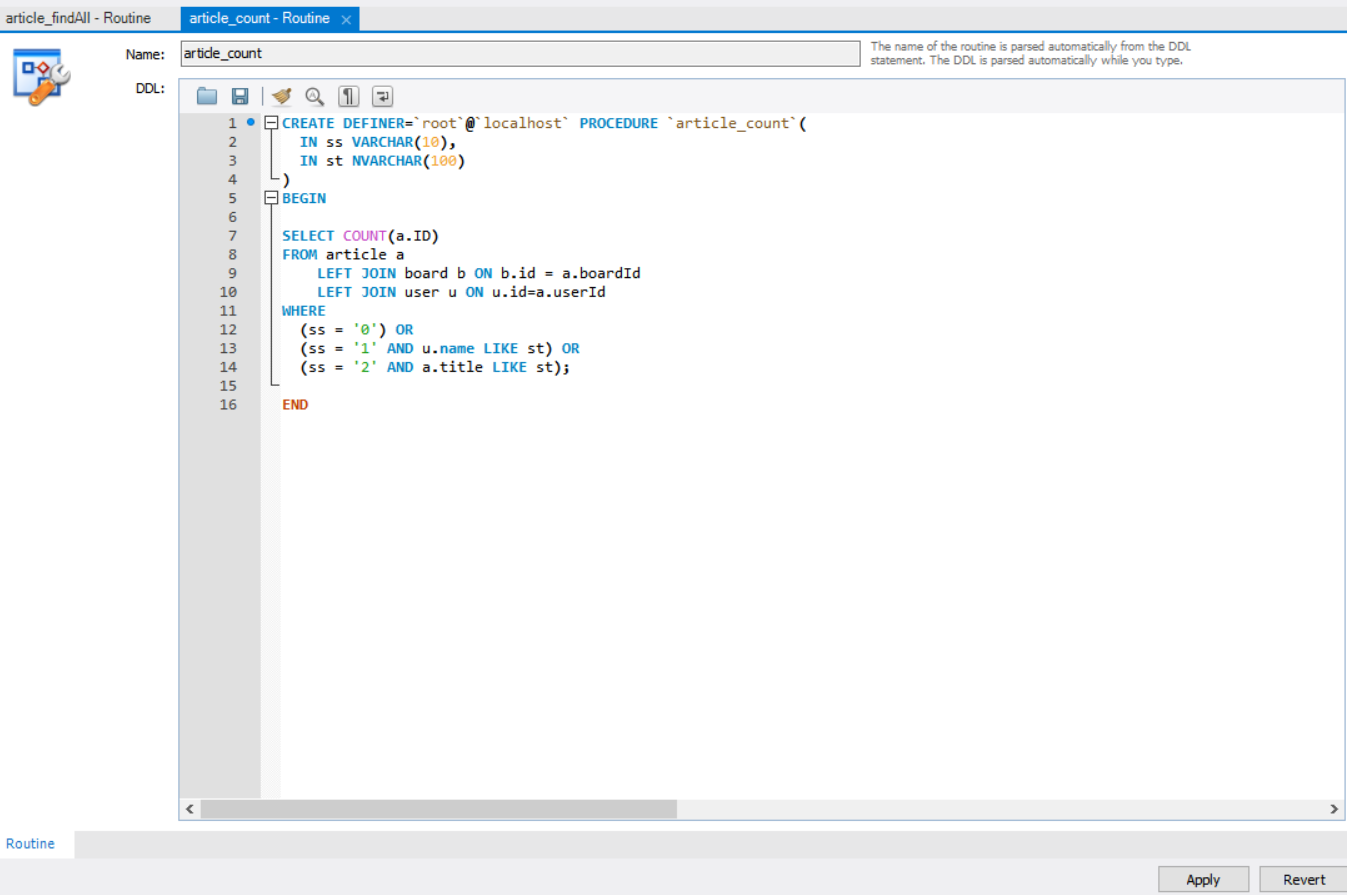 article_findAll - Routine
article_count - Routine ×
Name:
article_count
The name of the routine is parsed automatically from the DDL
statement. The DDL is parsed automatically while you type.
DDL:
1 CREATE DEFINER=`root`@`localhost` PROCEDURE `article_count`(
2   IN ss VARCHAR(10),
3   IN st NVARCHAR(100)
4 )
5 BEGIN
6
7 SELECT COUNT(a.ID)
8 FROM article a
9     LEFT JOIN board b ON b.id = a.boardId
10     LEFT JOIN user u ON u.id=a.userId
11 WHERE
12   (ss = '0') OR
13   (ss = '1' AND u.name LIKE st) OR
14   (ss = '2' AND a.title LIKE st);
15
16 END
Routine
Apply
Revert